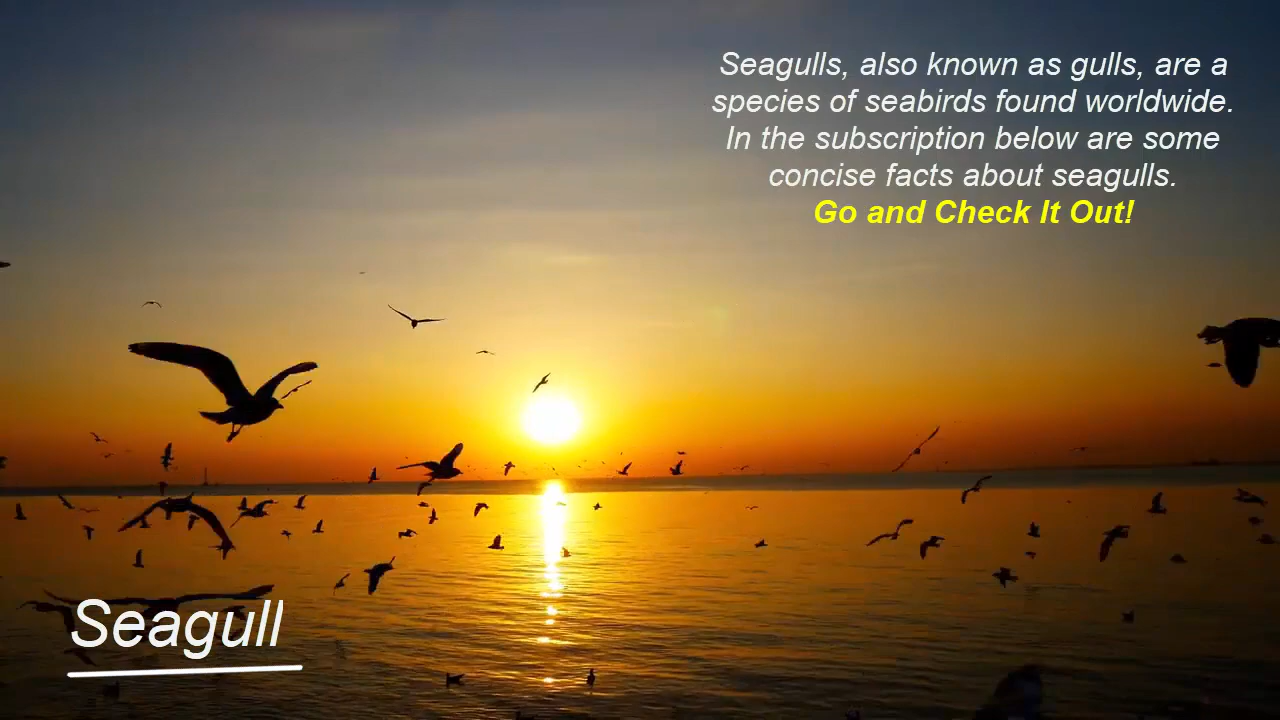 Seagulls, also known as gulls, are a
species of seabirds found worldwide.
In the subscription below are some
concise facts about seagulls.
Go and Check It Out!
Seagull